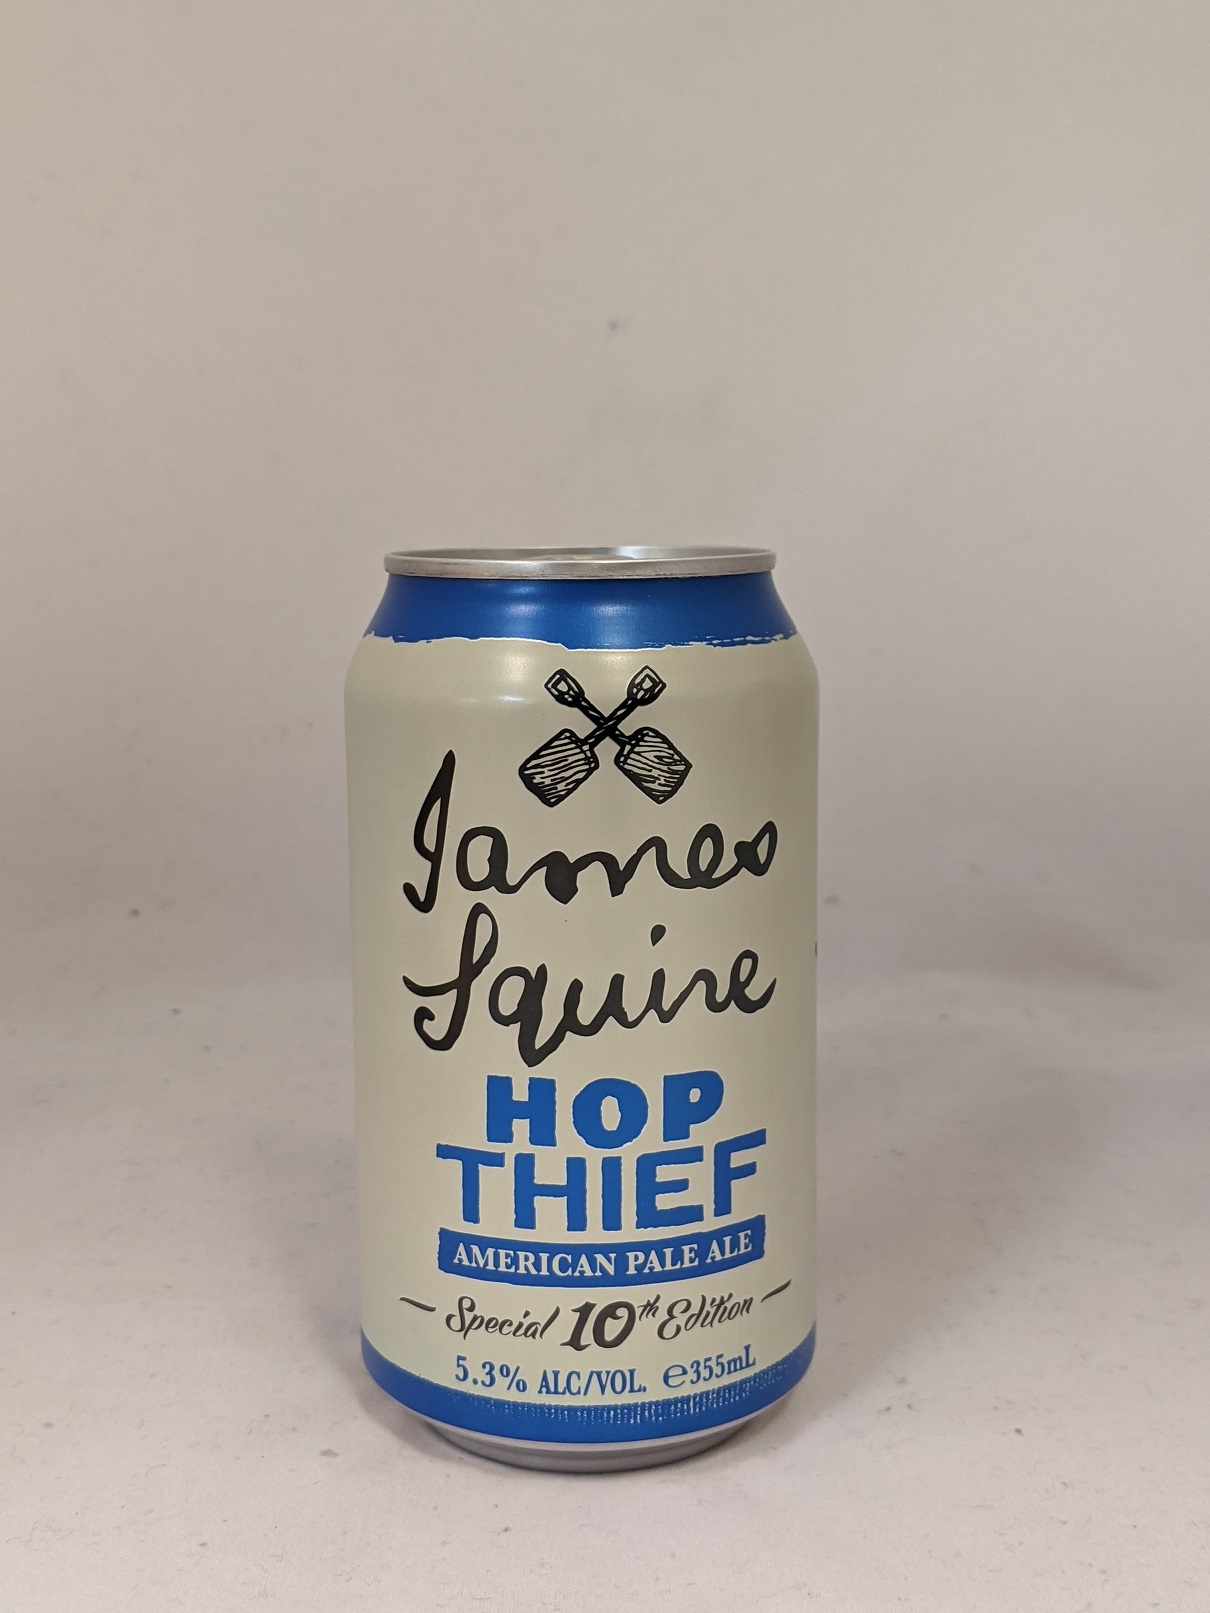 James
Squire
HOP
THIEF
AMERICAN PALE ALE
Special 10th Edition
5.3% ALC/VOL. ℮355mL